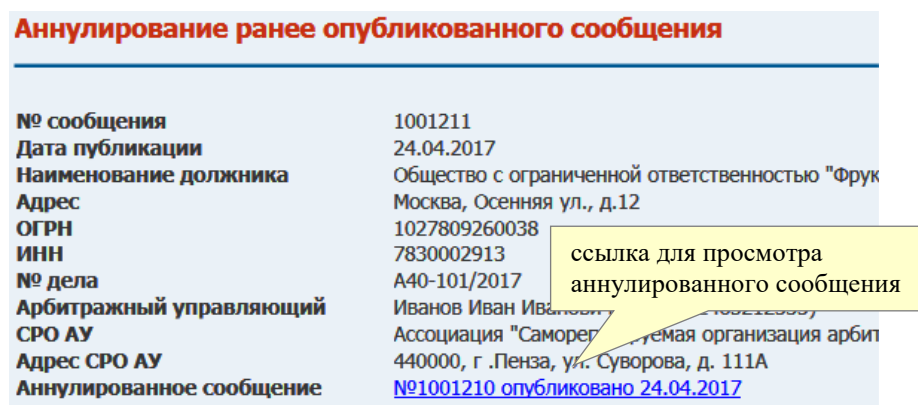 Аннулирование ранее опубликованного сообщения
№ сообщения 1001211
Дата публикации 24.04.2017
Наименование должника Общество с ограниченной ответственностью "Фрук
Адрес Москва, Осенняя ул., д.12
ОГРН 1027809260038
ИНН 7830002913
ссылка для просмотра
аннулированного сообщения
№ дела А40-101/2017
Арбитражный управляющий Иванов Иван
СРО АУ Ассоциация "Саморегулируемая организация арбит
Адрес СРО АУ 440000, г .Пенза, ул. Суворова, д. 111А
Аннулированное сообщение №1001210 опубликовано 24.04.2017